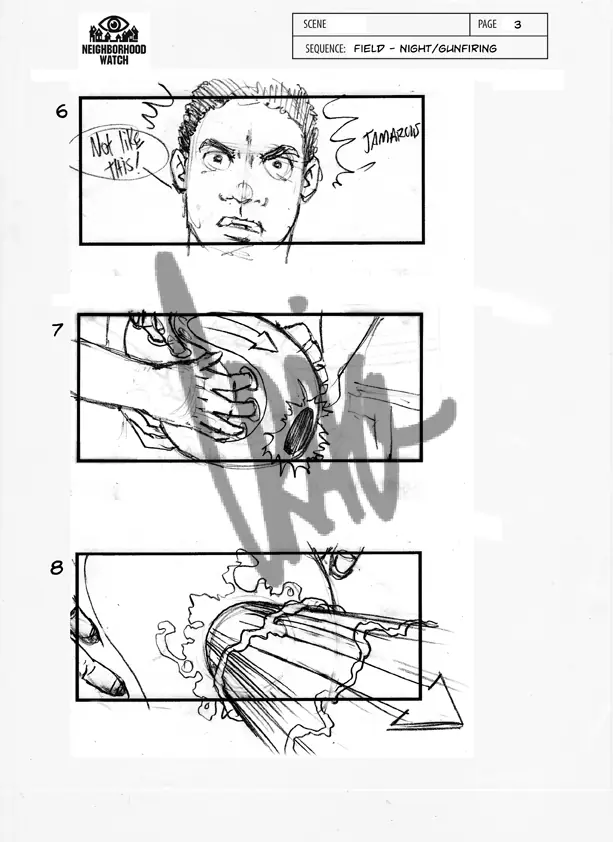 NEIGHBORHOOD
WATCH
SCENE
PAGE 3
SEQUENCE: FIELD - NIGHT/GUNFIRING
6
Not like
this!
JAMARCUS
7
8